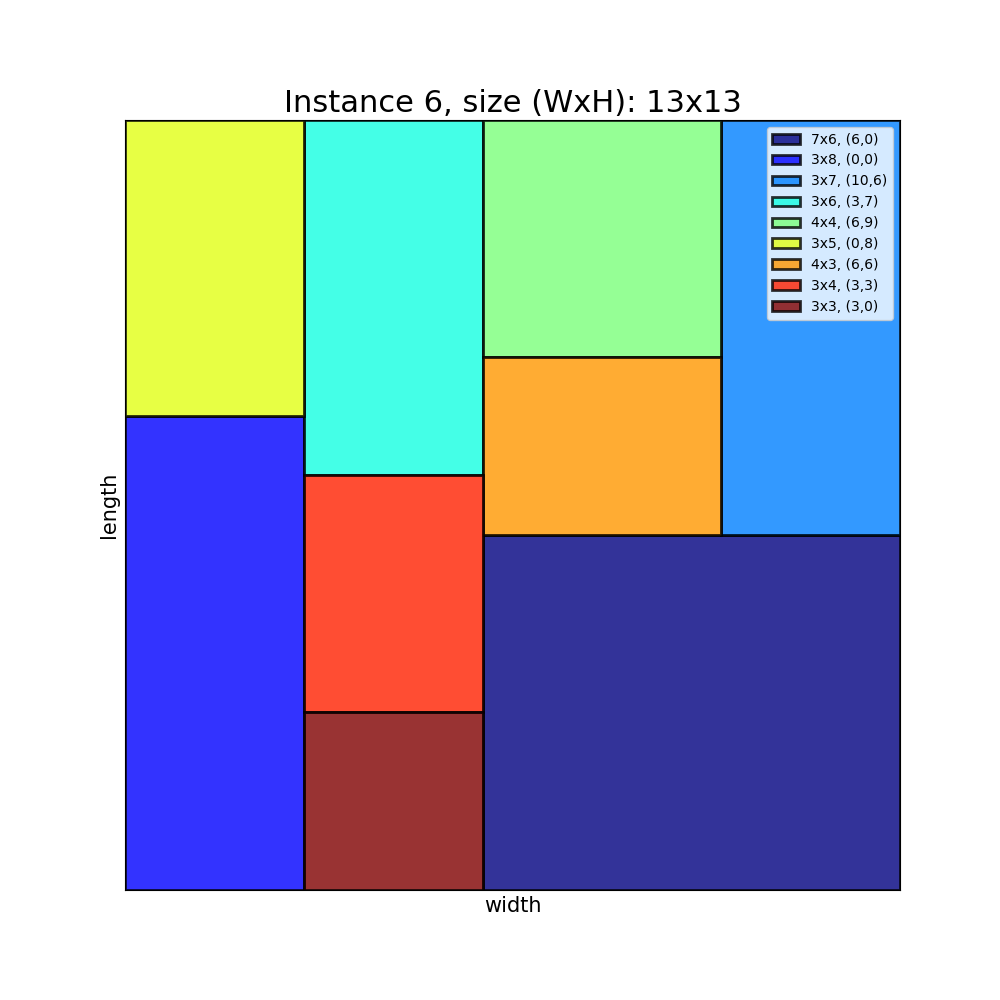 Instance 6, size (WxH): 13x13
7x6, (6,0)
3x8, (0,0)
3x7, (10,6)
3x6, (3,7)
4x4, (6,9)
3x5, (0,8)
4x3, (6,6)
3x4, (3,3)
3x3, (3,0)
length
width